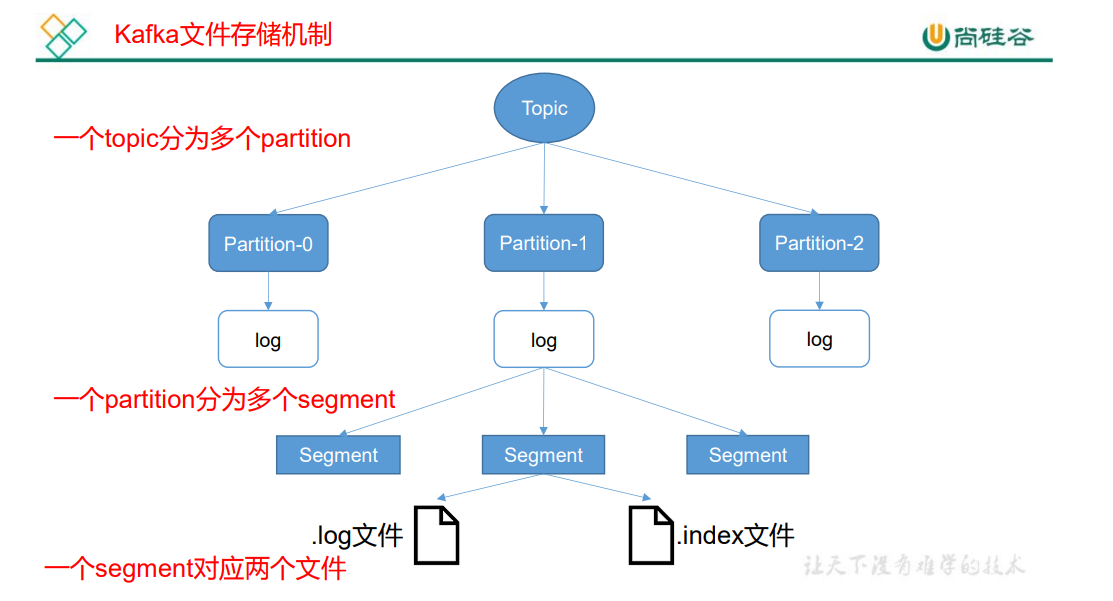 Kafka文件存储机制
尚硅谷
Topic
一个topic分为多个partition
Partition-0
Partition-1
Partition-2
log
log
log
一个partition分为多个segment
Segment
Segment
Segment
.log文件
.index文件
一个segment对应两个文件
让天下没有难学的技术